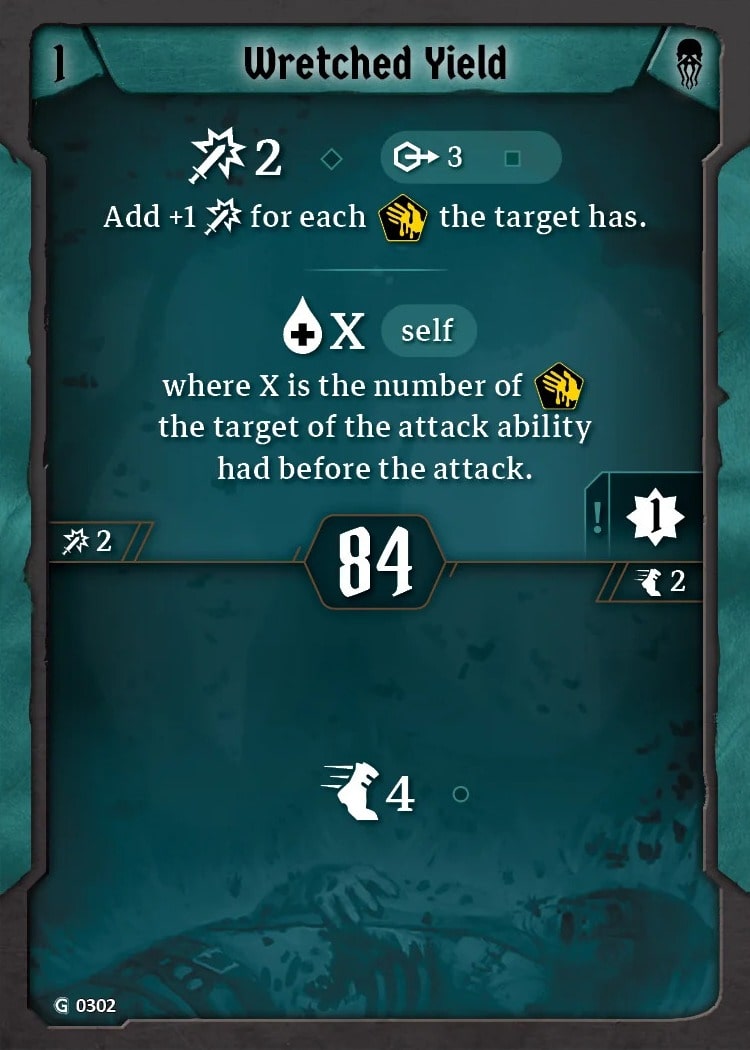 1
Wretched Yield
2 3
Add +1 for each the target has.
X self
where X is the number of
the target of the attack ability
had before the attack.
! 1
2
84
2
4
G 0302